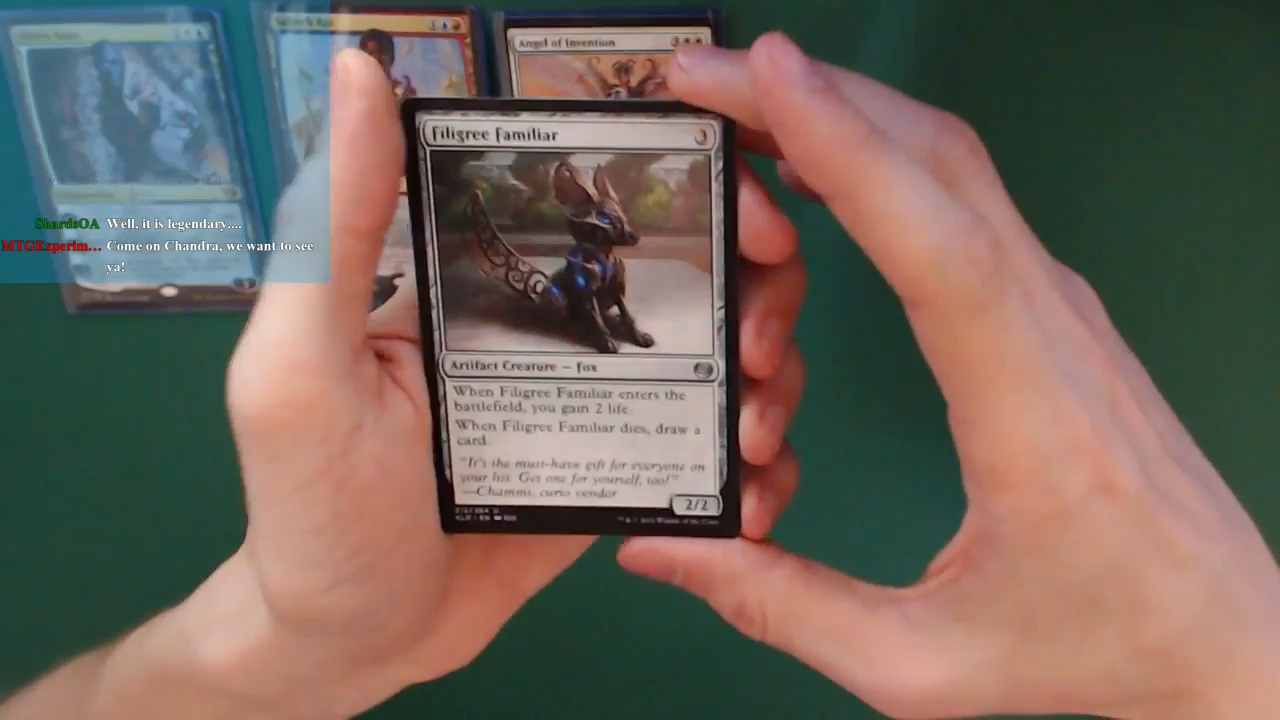 Angel of Invention 3
Filigree Familiar 3
ShardsOA Well, it is legendary....
MTGExperim... Come on Chandra, we want to see
ya!
Artifact Creature — Fox
When Filigree Familiar enters the
battlefield, you gain 2 life.
When Filigree Familiar dies, draw a
card.
"It's the must-have gift for everyone on
your list. Get one for yourself, too!"
—Chammi, curio vendor
2/2